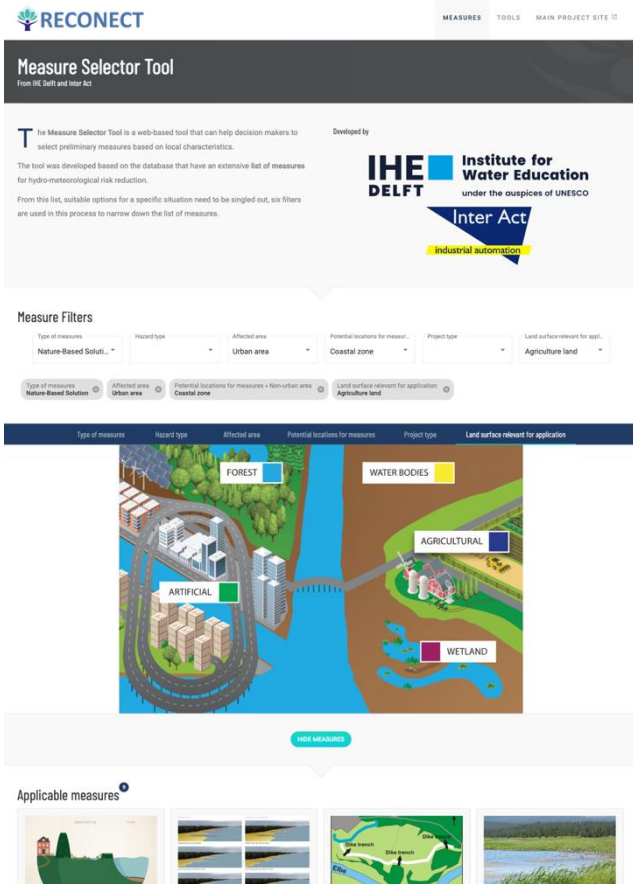 RECONECT
MEASURES TOOLS MAIN PROJECT SITE
Measure Selector Tool
From IHE Delft and Inter Act
The Measure Selector Tool is a web-based tool that can help decision makers to
select preliminary measures based on local characteristics.
The tool was developed based on the database that have an extensive list of measures
for hydro-meteorological risk reduction.
From this list, suitable options for a specific situation need to be singled out, six filters
are used in this process to narrow down the list of measures.
Developed by
IHE
DELFT
Institute for
Water Education
under the auspices of UNESCO
Inter Act
industrial automation
Measure Filters
Type of measures
Nature-Based Soluti...
Hazard type
Affected area
Urban area
Potential locations for measur...
Coastal zone
Project type
Land surface relevant for appl...
Agriculture land
Type of measures
Nature-Based Solution
Affected area
Urban area
Potential locations for measures » Non-urban area
Coastal zone
Land surface relevant for application
Agriculture land
Type of measures Hazard type Affected area Potential locations for measures Project type Land surface relevant for application
FOREST
WATER BODIES
AGRICULTURAL
ARTIFICIAL
WETLAND
HIDE MEASURES
Applicable measures 9
Dike trench
Dike trench
Dike trench
Elbe